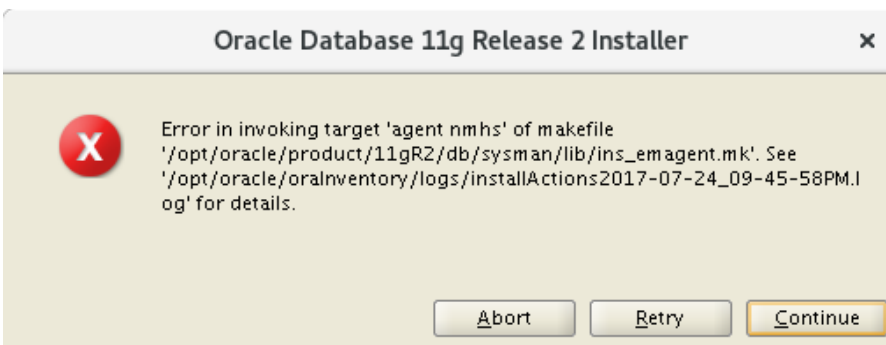 Oracle Database 11g Release 2 Installer
Error in invoking target 'agent nmhs' of makefile
'/opt/oracle/product/11gR2/db/sysman/lib/ins_emagent.mk'. See
'/opt/oracle/oraInventory/logs/installActions2017-07-24_09-45-58PM.l
og' for details.
Abort Retry Continue